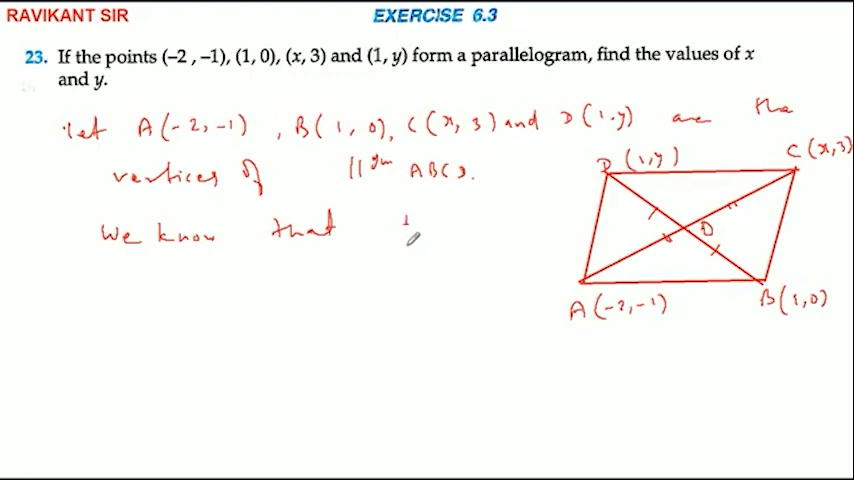 RAVIKANT SIR
EXERCISE 6.3
23. If the points (–2 , –1), (1, 0), (x, 3) and (1, y) form a parallelogram, find the values of x
and y.
Let A(-2,-1), B(1,0), C(x,3) and D(1,y) are the
vertices of ||gm ABCD.
We know that
D (1,y)
C (x,3)
O
A (-2,-1)
B(1,0)